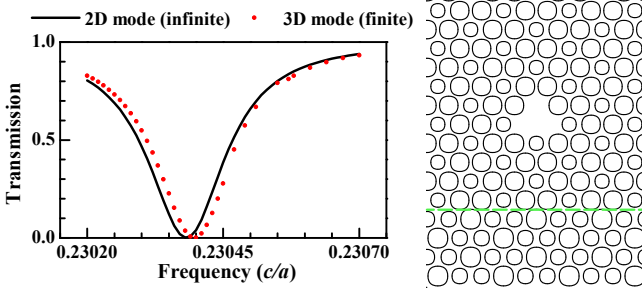 2D mode (infinite) 3D mode (finite)
1.0
0.5
0.0
Transmission
0.23020 0.23045 0.23070
Frequency (c/a)